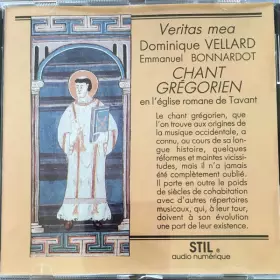 Veritas mea
Dominique VELLARD
Emmanuel BONNARDOT
CHANT
GRÉGORIEN
en l'église romane de Tavant
Le chant grégorien, que
l'on trouve aux origines de
la musique occidentale, a
connu, au cours de sa lon-
gue histoire, quelques
réformes et maintes vicissi-
tudes, mais il n'a jamais
été complètement oublié.
Il porte en outre le poids
de siècles de cohabitation
avec d'autres répertoires
musicaux, qui, à leur tour,
doivent à son évolution
une part de leur existence.
STIL ®
audio numérique